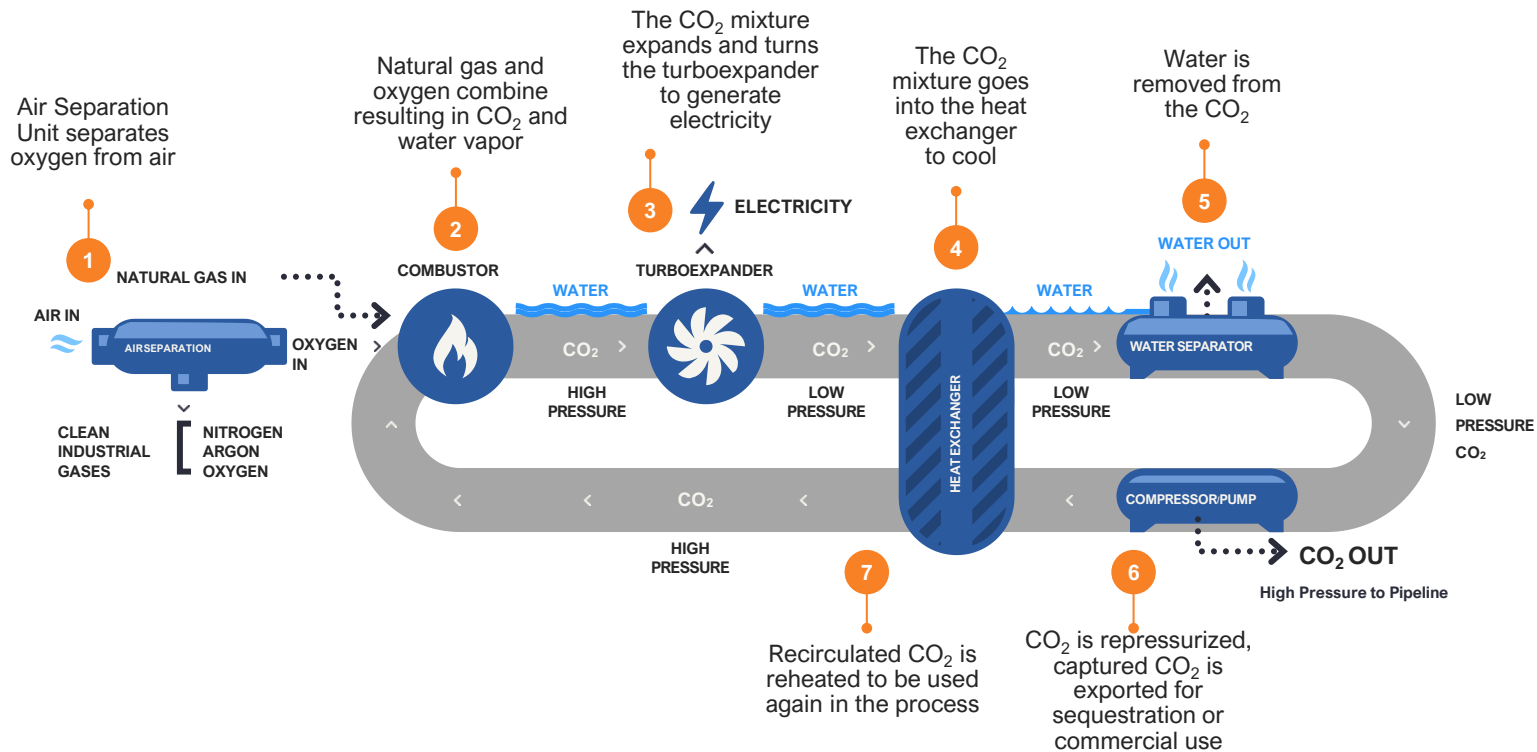 Air Separation
Unit separates
oxygen from air
1
Natural gas and
oxygen combine
resulting in CO₂ and
water vapor
2
The CO₂ mixture
expands and turns
the turboexpander
to generate
electricity
3
The CO₂
mixture goes
into the heat
exchanger
to cool
4
Water is
removed from
the CO₂
5
ELECTRICITY
WATER OUT
NATURAL GAS IN
COMBUSTOR
TURBOEXPANDER
WATER
WATER
WATER
AIR IN
AIRSEPARATION
OXYGEN
IN
CO₂
CO₂
CO₂
WATER SEPARATOR
HIGH
PRESSURE
LOW
PRESSURE
LOW
PRESSURE
HEAT EXCHANGER
LOW
PRESSURE
CO₂
CLEAN
INDUSTRIAL
GASES
NITROGEN
ARGON
OXYGEN
CO₂
COMPRESSOR/PUMP
HIGH
PRESSURE
CO₂ OUT
High Pressure to Pipeline
7
Recirculated CO₂ is
reheated to be used
again in the process
6
CO₂ is repressurized,
captured CO₂ is
exported for
sequestration or
commercial use